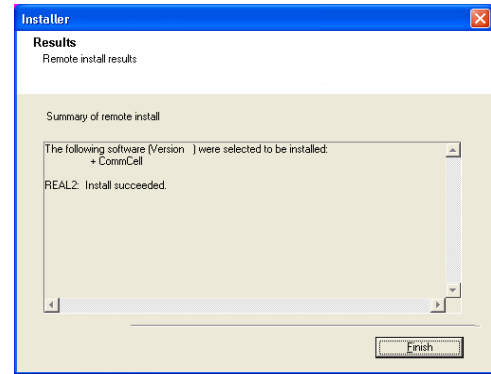 Installer
Results
Remote install results
Summary of remote install
The following software (Version   ) were selected to be installed:
+ CommCell
REAL2:  Install succeeded.
Finish